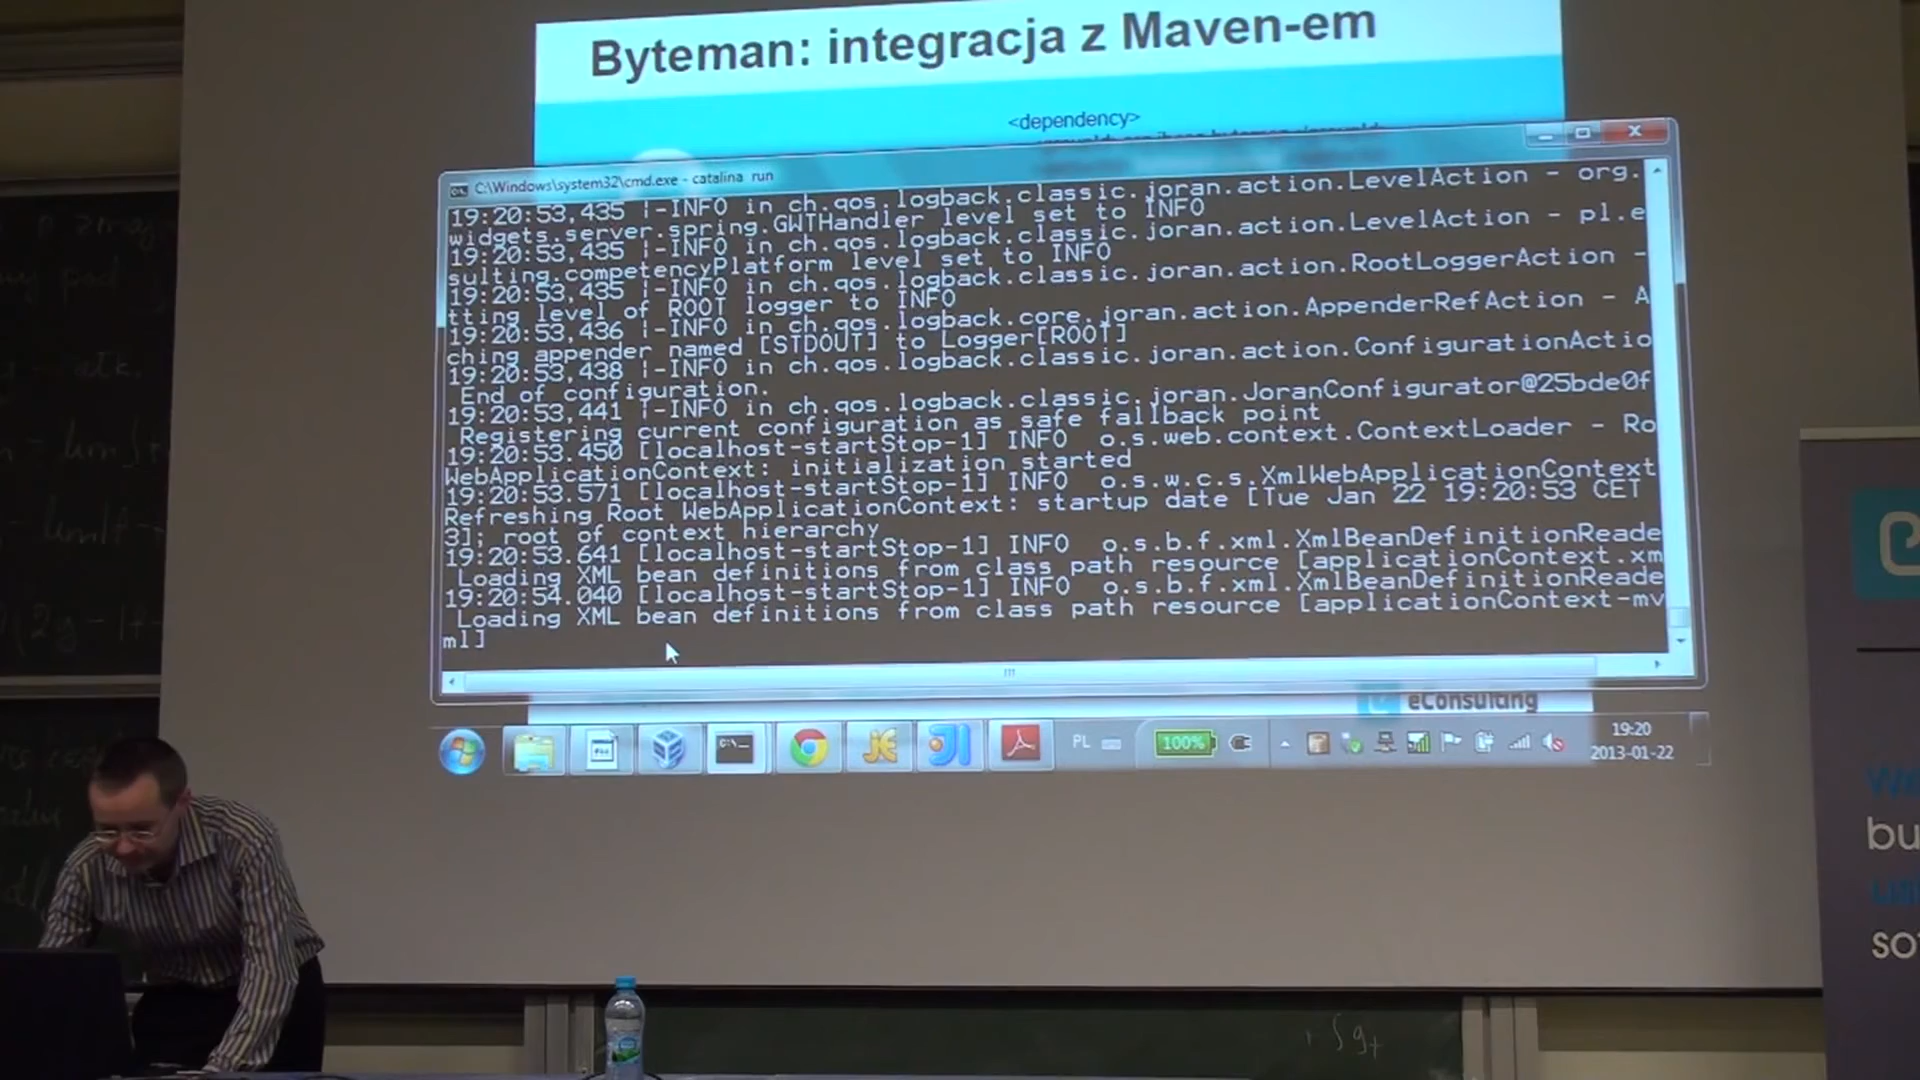 Byteman: integracja z Maven-em
<dependency>
C:\Windows\system32\cmd.exe - catalina run
19:20:53,435 |-INFO in ch.qos.logback.classic.joran.action.LevelAction - org.
widgets.server.spring.GWTHandler level set to INFO
19:20:53,435 |-INFO in ch.qos.logback.classic.joran.action.LevelAction - pl.e
sulting.competencyPlatform level set to INFO
19:20:53,435 |-INFO in ch.qos.logback.classic.joran.action.RootLoggerAction -
tting level of ROOT logger to INFO
19:20:53,436 |-INFO in ch.qos.logback.core.joran.action.AppenderRefAction - A
ching appender named [STDOUT] to Logger[ROOT]
19:20:53,438 |-INFO in ch.qos.logback.classic.joran.action.ConfigurationActio
End of configuration.
19:20:53,441 |-INFO in ch.qos.logback.classic.joran.JoranConfigurator@25bde0f
Registering current configuration as safe fallback point
19:20:53.450 [localhost-startStop-1] INFO o.s.web.context.ContextLoader - Ro
WebApplicationContext: initialization started
19:20:53.571 [localhost-startStop-1] INFO o.s.w.c.s.XmlWebApplicationContext
Refreshing Root WebApplicationContext: startup date [Tue Jan 22 19:20:53 CET
3]; root of context hierarchy
19:20:53.641 [localhost-startStop-1] INFO o.s.b.f.xml.XmlBeanDefinitionReade
Loading XML bean definitions from class path resource [applicationContext.xm
19:20:54.040 [localhost-startStop-1] INFO o.s.b.f.xml.XmlBeanDefinitionReade
Loading XML bean definitions from class path resource [applicationContext-mv
ml]
eConsulting
PL
100%
19:20
2013-01-22
bu
so